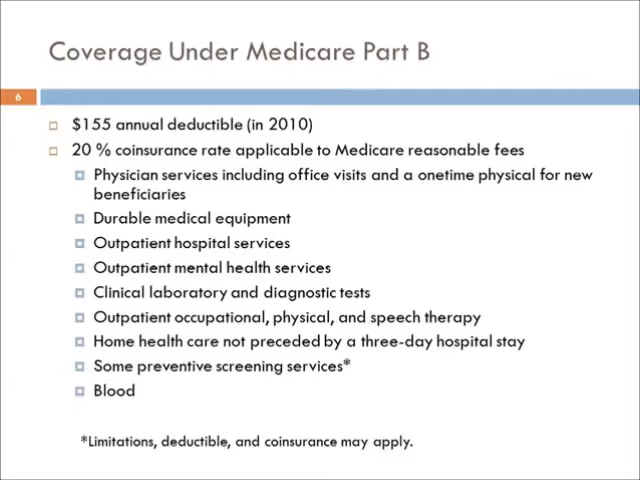 Coverage Under Medicare Part B
6
$155 annual deductible (in 2010)
20 % coinsurance rate applicable to Medicare reasonable fees
Physician services including office visits and a onetime physical for new
beneficiaries
Durable medical equipment
Outpatient hospital services
Outpatient mental health services
Clinical laboratory and diagnostic tests
Outpatient occupational, physical, and speech therapy
Home health care not preceded by a three-day hospital stay
Some preventive screening services*
Blood
*Limitations, deductible, and coinsurance may apply.